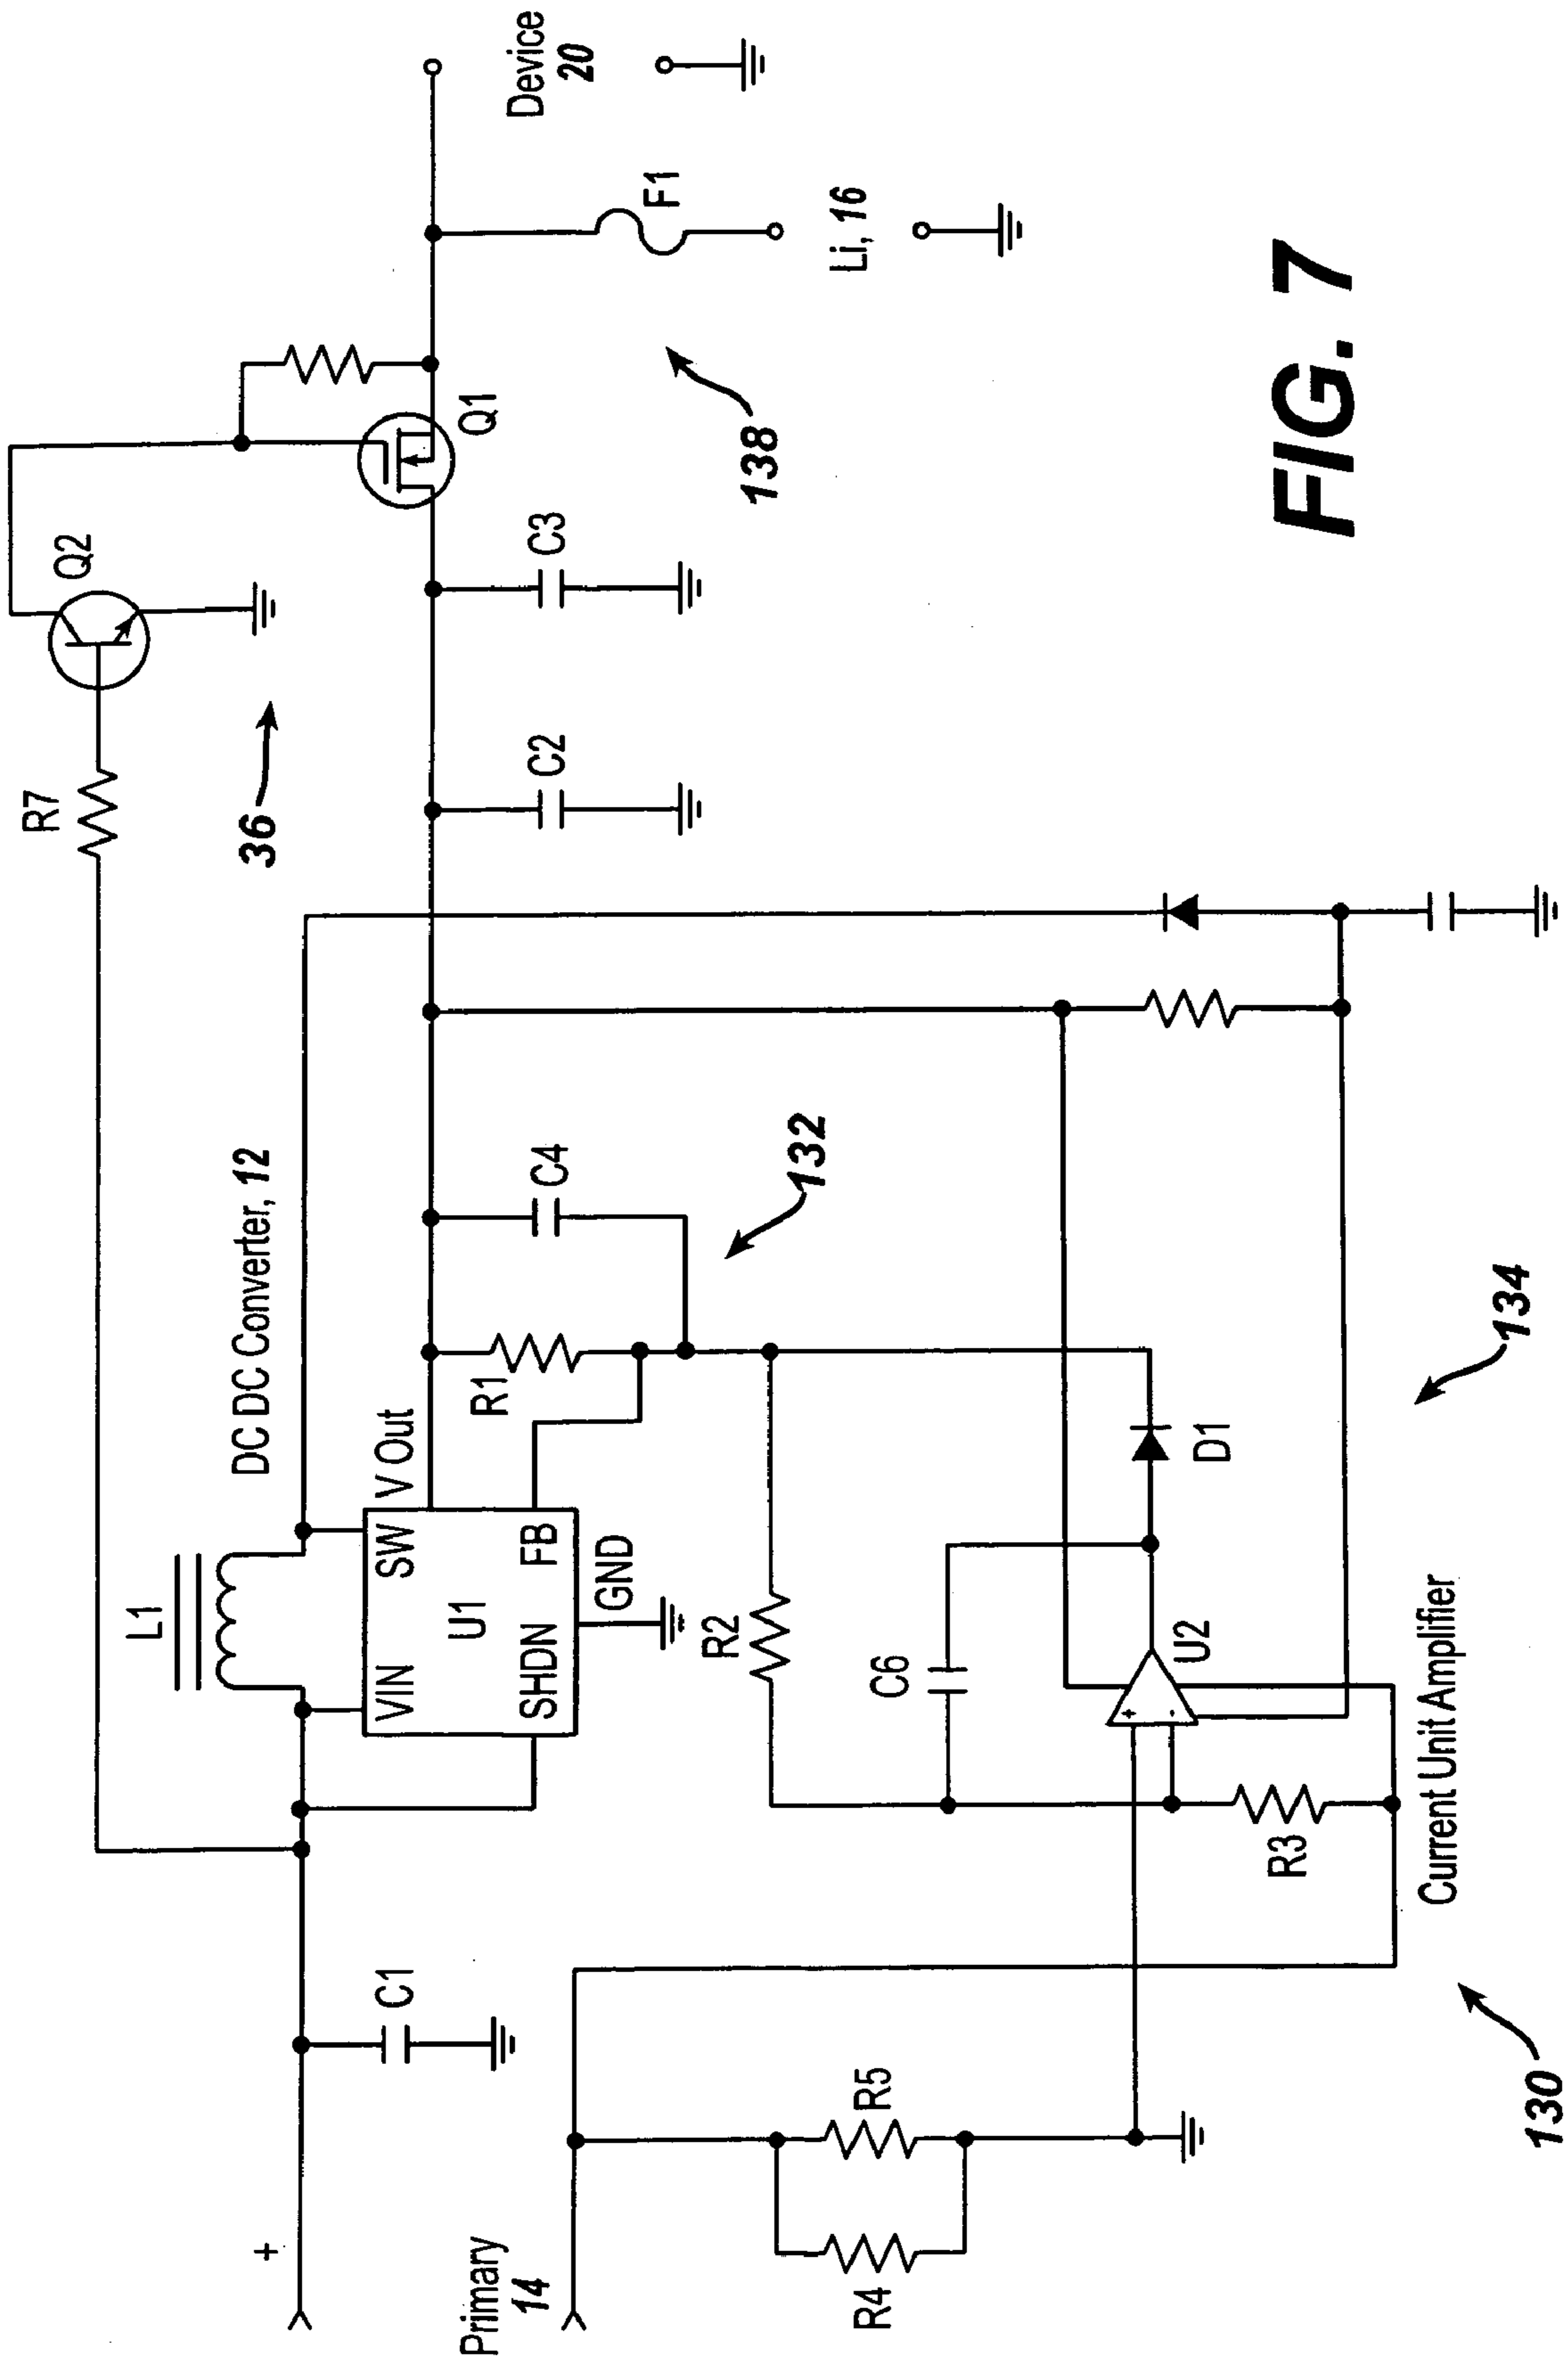 R7
Q2
L1
DC DC Converter, 12
36
Device
20
+
VIN
SW
V Out
U1
SHDN
FB
GND
Q1
C1
R1
C4
C2
C3
F1
Primary
14
132
138
Li, 16
R2
C6
R4
R5
+
-
U2
D1
R3
Current Unit Amplifier
134
130
FIG. 7